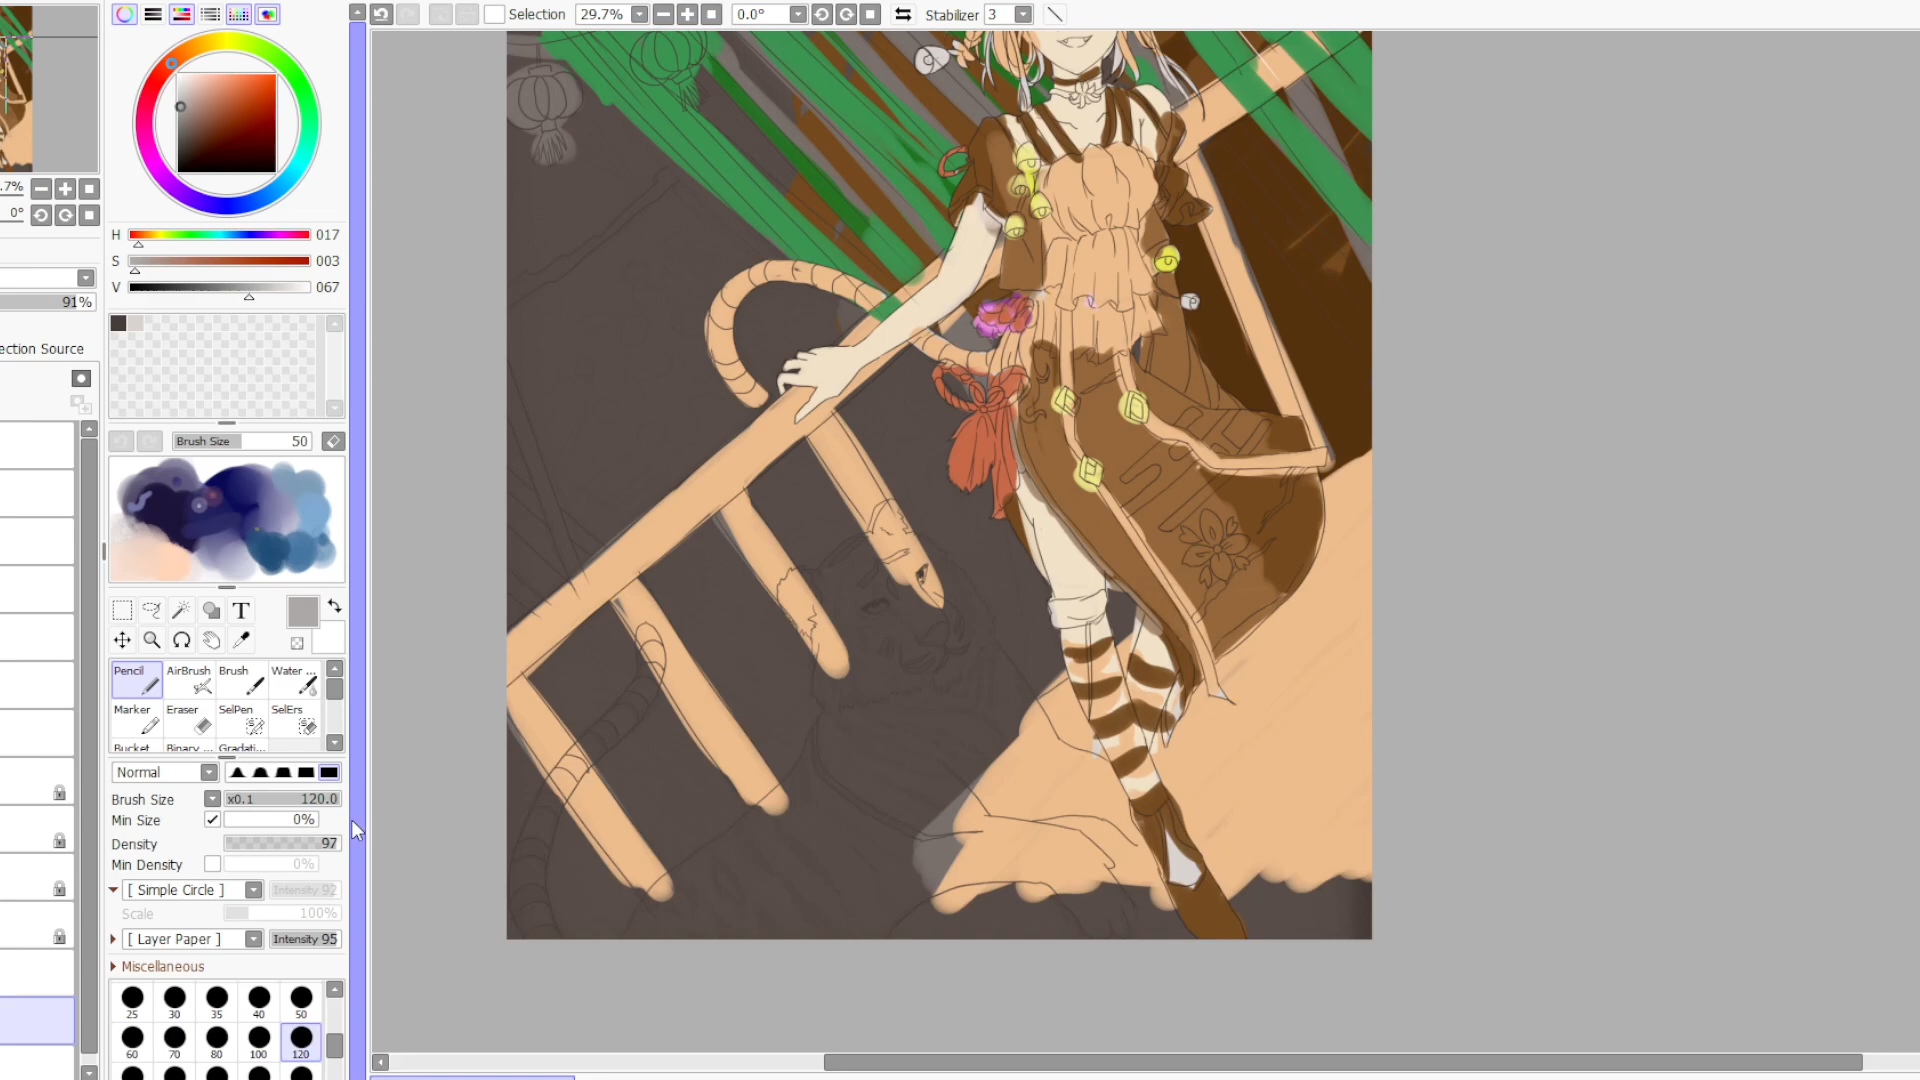 Selection 29.7% 0.0° Stabilizer 3
.7%
0°
H 017
S 003
V 067
91%
ection Source
Brush Size 50
T
Pencil AirBrush Brush Water ...
Marker Eraser SelPen SelErs
Bucket Binary ... Gradati...
Normal
Brush Size x0.1 120.0
Min Size 0%
Density 97
Min Density 0%
[ Simple Circle ] Intensity 92
Scale 100%
[ Layer Paper ] Intensity 95
Miscellaneous
25 30 35 40 50
60 70 80 100 120